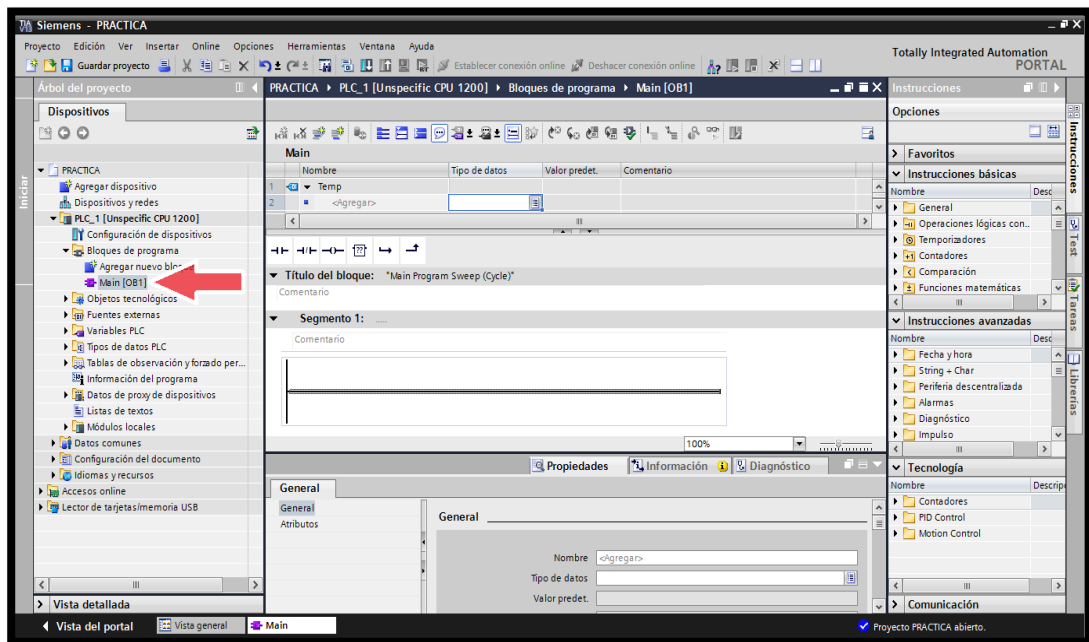 Siemens - PRACTICA
Proyecto Edición Ver Insertar Online Opciones Herramientas Ventana Ayuda
Totally Integrated Automation
PORTAL
Guardar proyecto
Establecer conexión online
Deshacer conexión online
Árbol del proyecto
PRACTICA PLC_1 [Unspecific CPU 1200] Bloques de programa Main [OB1]
Instrucciones
Dispositivos
Opciones
Iniciar
PRACTICA
Agregar dispositivo
Dispositivos y redes
PLC_1 [Unspecific CPU 1200]
Configuración de dispositivos
Bloques de programa
Agregar nuevo bloque
Main [OB1]
Objetos tecnológicos
Fuentes externas
Variables PLC
Tipos de datos PLC
Tablas de observación y forzado per...
Información del programa
Datos de proxy de dispositivos
Listas de textos
Módulos locales
Datos comunes
Configuración del documento
Idiomas y recursos
Accesos online
Lector de tarjetas/memoria USB
Vista detallada
Main
Nombre Tipo de datos Valor predet. Comentario
1 Temp
2 <Agregar>
Título del bloque: "Main Program Sweep (Cycle)"
Comentario
Segmento 1: .....
Comentario
100%
Propiedades Información Diagnóstico
General
General
Atributos
General
Nombre <Agregar>
Tipo de datos
Valor predet.
Favoritos
Instrucciones básicas
Nombre Desc
General
Operaciones lógicas con..
Temporizadores
Contadores
Comparación
Funciones matemáticas
Instrucciones avanzadas
Nombre Desc
Fecha y hora
String + Char
Periferia descentralizada
Alarmas
Diagnóstico
Impulso
Tecnología
Nombre Descrip
Contadores
PID Control
Motion Control
Comunicación
Instrucciones
Test
Tareas
Librerías
Vista del portal Vista general Main
Proyecto PRACTICA abierto.